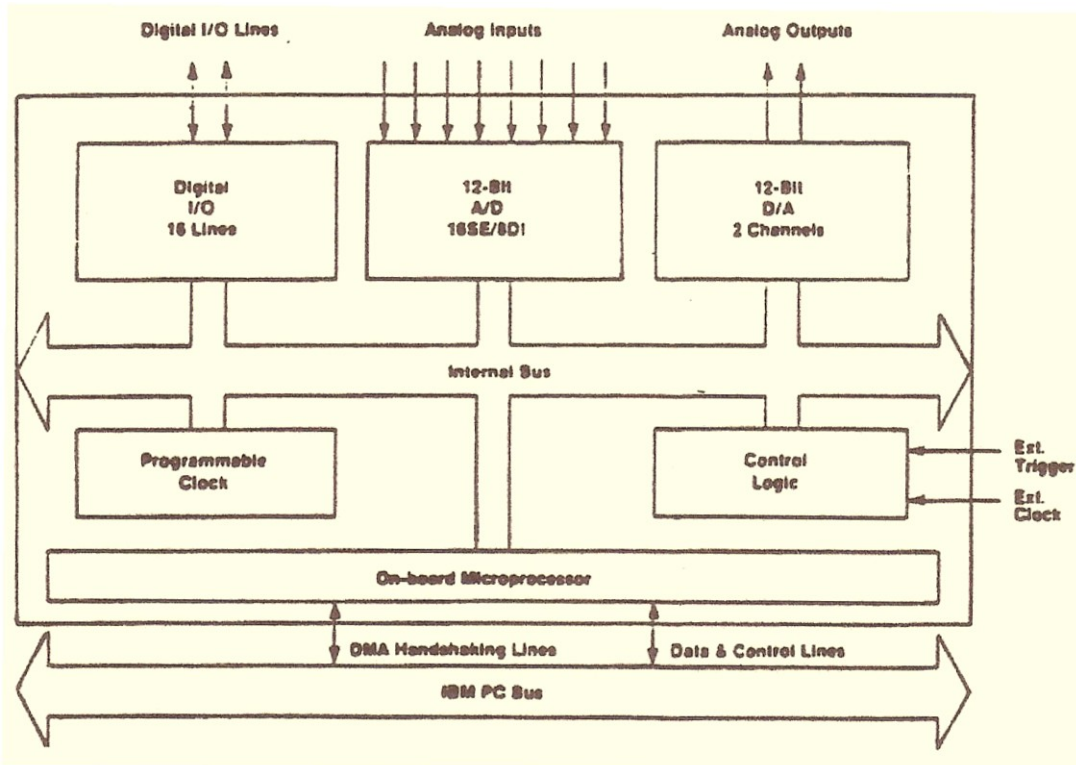 Digital I/O Lines
Analog Inputs
Analog Outputs
Digital
I/O
16 Lines
12-Bit
A/D
16SE/8DI
12-Bit
D/A
2 Channels
Internal Bus
Programmable
Clock
Control
Logic
Ext.
Trigger
Ext.
Clock
On-board Microprocessor
DMA Handshaking Lines
Data & Control Lines
IBM PC Bus